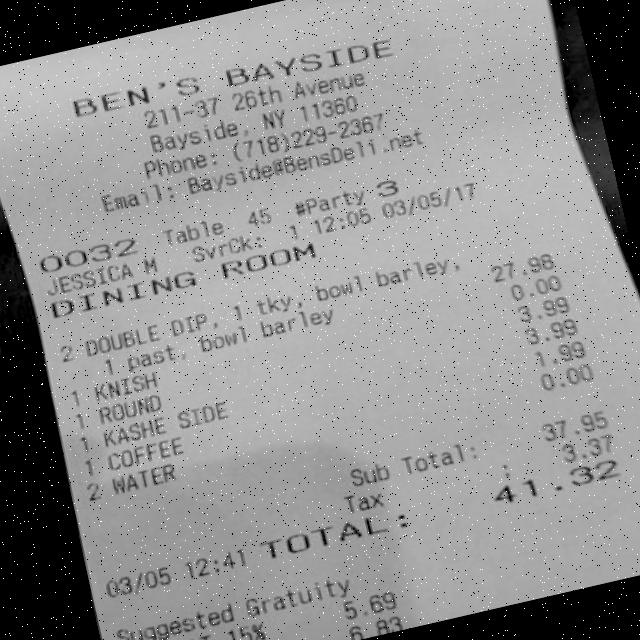 BEN'S BAYSIDE
211-37 26th Avenue
Bayside, NY 11360
Phone: (718)229-2367
Email: Bayside@BensDeli.net
0032 Table 45 #Party 3
JESSICA M SvrCk: 1 12:05 03/05/17
DINING ROOM
2 DOUBLE DIP, 1 tky, bowl barley,
1 past, bowl barley 27.98
1 KNISH 0.00
1 ROUND 3.99
1 KASHE SIDE 3.99
1 COFFEE 1.99
2 WATER 0.00
Sub Total: 37.95
Tax : 3.37
03/05 12:41 TOTAL: 41.32
Suggested Gratuity
15% 5.69
6.83